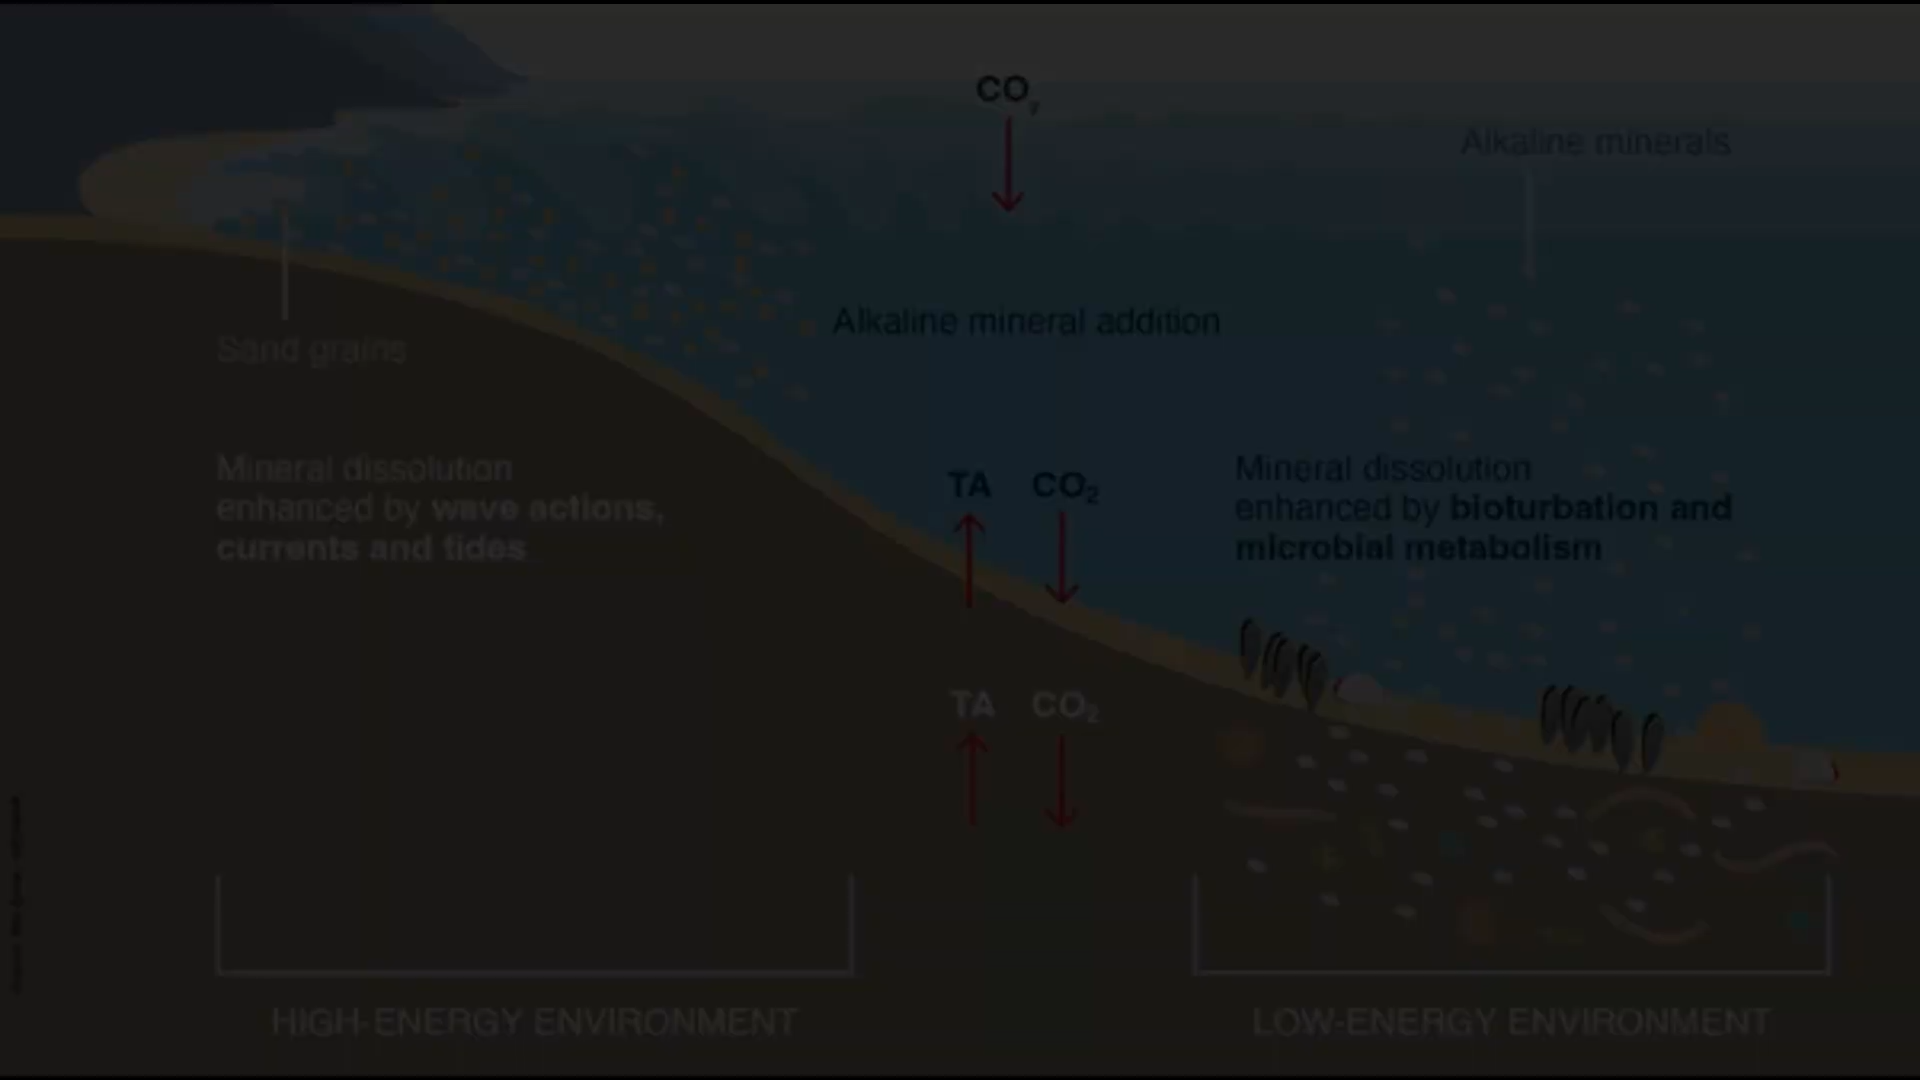 CO₂
Alkaline minerals
Alkaline mineral addition
Sand grains
Mineral dissolution
enhanced by wave actions,
currents and tides
TA CO₂
Mineral dissolution
enhanced by bioturbation and
microbial metabolism
TA CO₂
HIGH-ENERGY ENVIRONMENT
LOW-ENERGY ENVIRONMENT